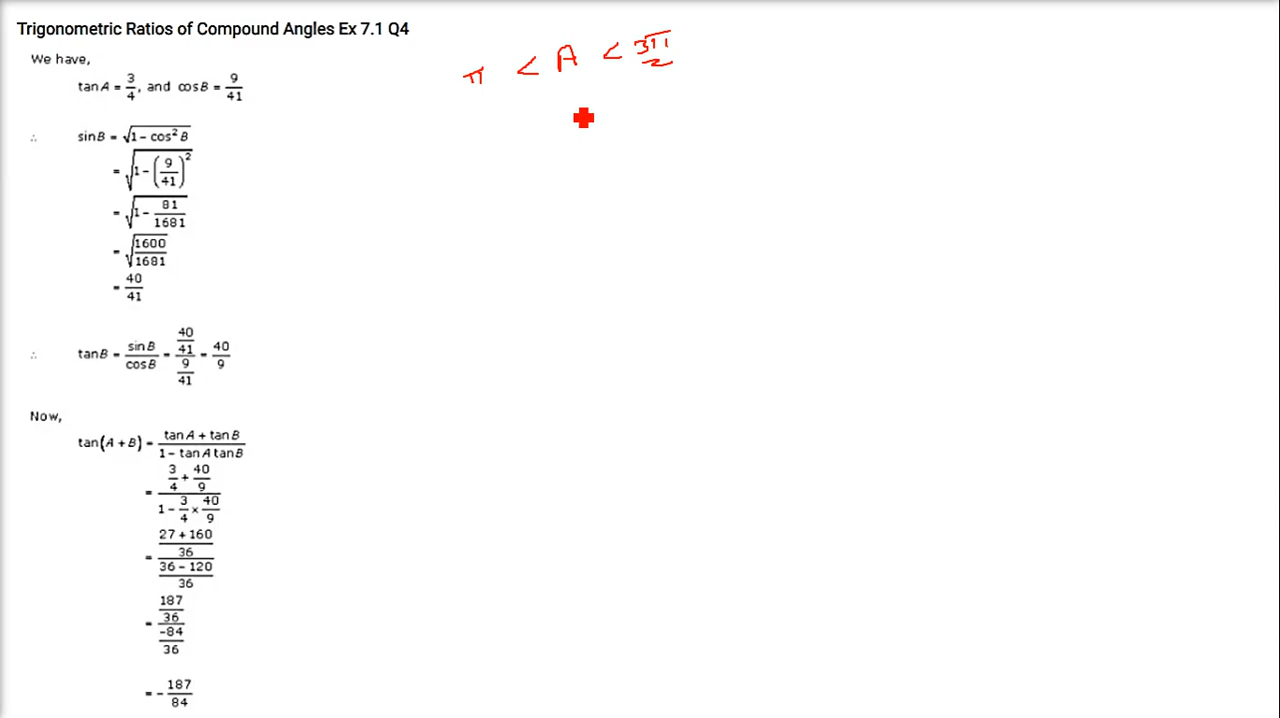 Trigonometric Ratios of Compound Angles Ex 7.1 Q4
π < A < 3π/2
We have,
tan A = 3/4, and cos B = 9/41
∴ sin B = √(1 − cos² B)
= √(1 − (9/41)²)
= √(1 − 81/1681)
= √(1600/1681)
= 40/41
∴ tan B = sin B/cos B = (40/41)/(9/41) = 40/9
Now,
tan(A + B) = (tan A + tan B)/(1 − tan A tan B)
= (3/4 + 40/9)/(1 − 3/4 × 40/9)
= ((27 + 160)/36)/((36 − 120)/36)
= (187/36)/(−84/36)
= −187/84